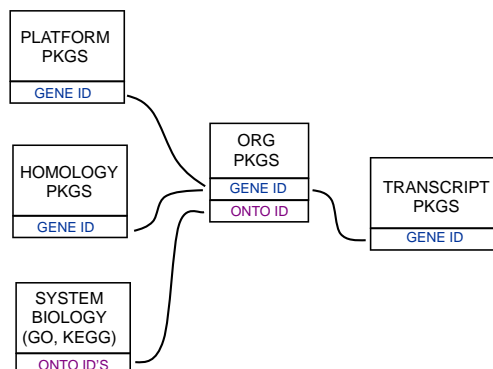 PLATFORM
PKGS
GENE ID
HOMOLOGY
PKGS
GENE ID
SYSTEM
BIOLOGY
(GO, KEGG)
ONTO ID'S
ORG
PKGS
GENE ID
ONTO ID
TRANSCRIPT
PKGS
GENE ID